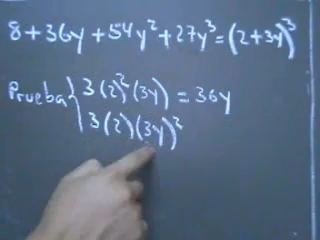 8+36y+54y²+27y³=(2+3y)³
Prueba { 3(2)²(3y) = 36y
3(2)(3y)²